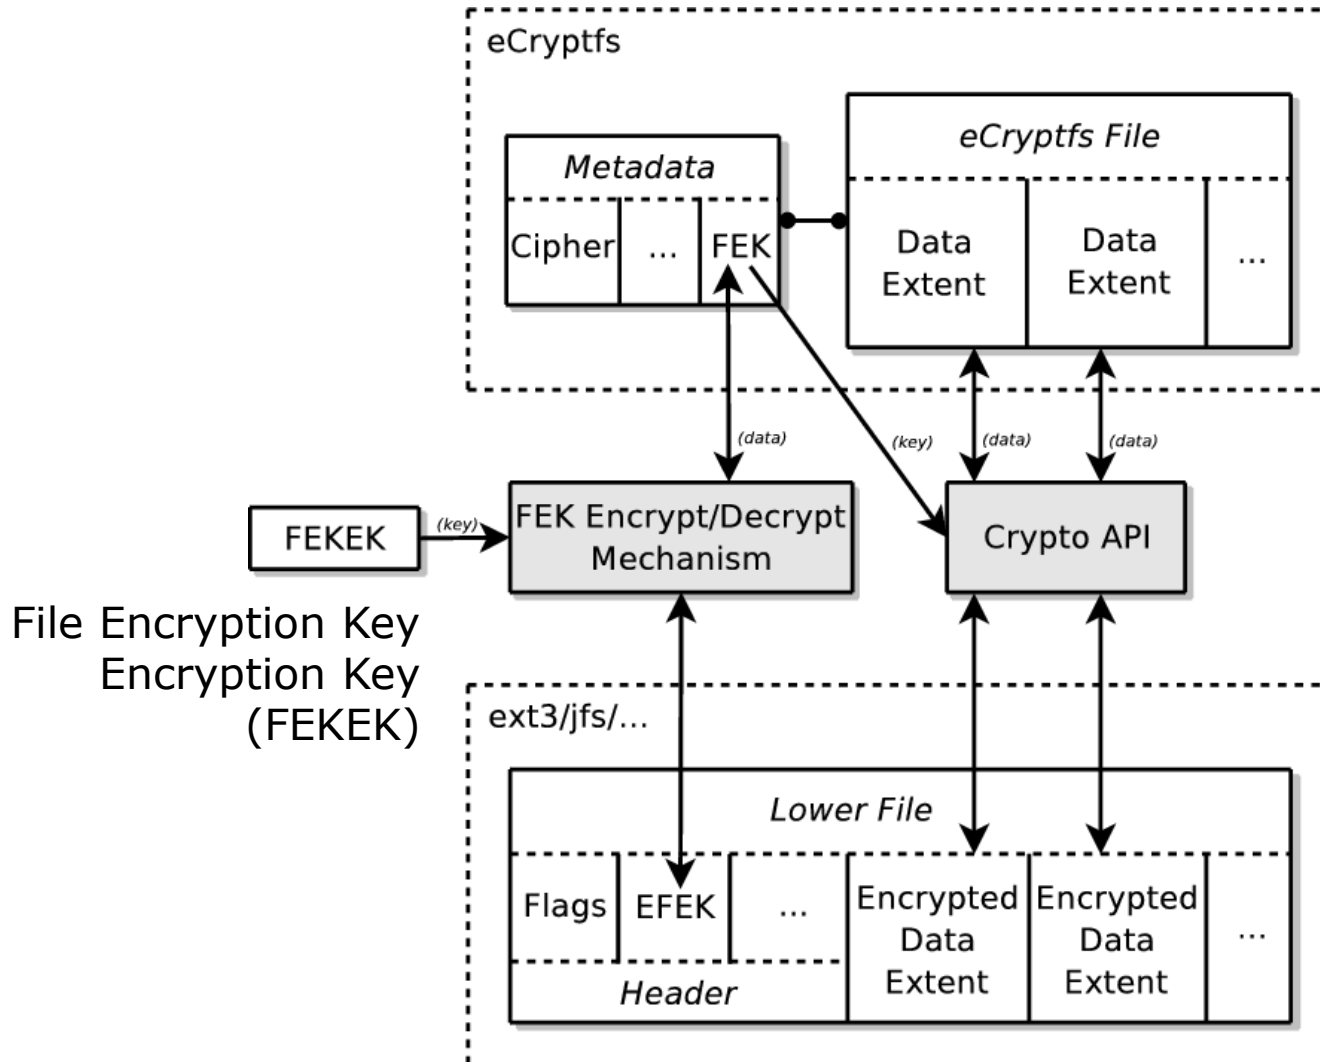 eCryptfs
Metadata
Cipher
...
FEK
eCryptfs File
Data
Extent
Data
Extent
...
(data)
(key)
(data)
(data)
FEKEK
(key)
FEK Encrypt/Decrypt
Mechanism
Crypto API
File Encryption Key
Encryption Key
(FEKEK)
ext3/jfs/...
Lower File
Flags
EFEK
...
Header
Encrypted
Data
Extent
Encrypted
Data
Extent
...